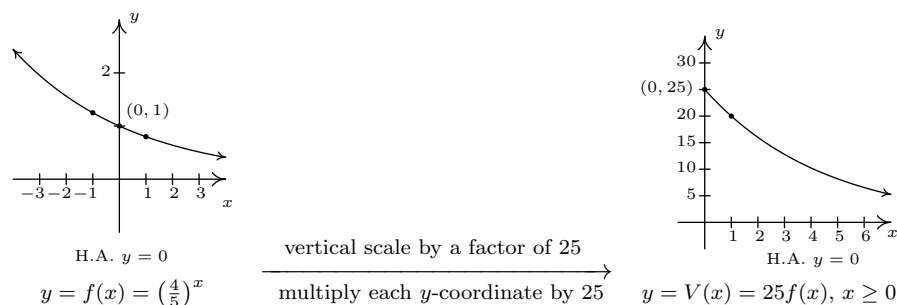 y
2
(0, 1)
−3 −2 −1 1 2 3
x
H.A. y = 0
y = f(x) = (4/5)^x
vertical scale by a factor of 25
multiply each y-coordinate by 25
y
30
(0, 25)
20
15
10
5
1 2 3 4 5 6
x
H.A. y = 0
y = V(x) = 25f(x), x ≥ 0